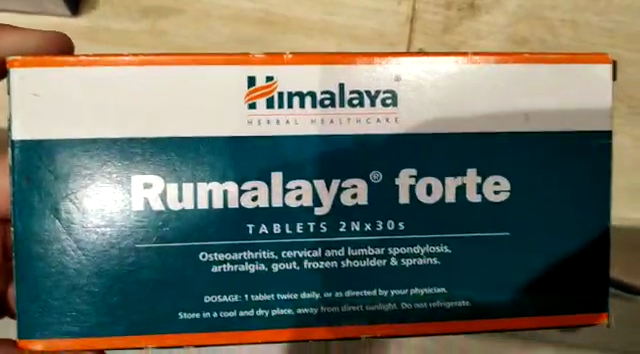 Himalaya®
HERBAL HEALTHCARE
Rumalaya® forte
TABLETS 2Nx30s
Osteoarthritis, cervical and lumbar spondylosis,
arthralgia, gout, frozen shoulder & sprains.
DOSAGE: 1 tablet twice daily, or as directed by your physician.
Store in a cool and dry place, away from direct sunlight. Do not refrigerate.